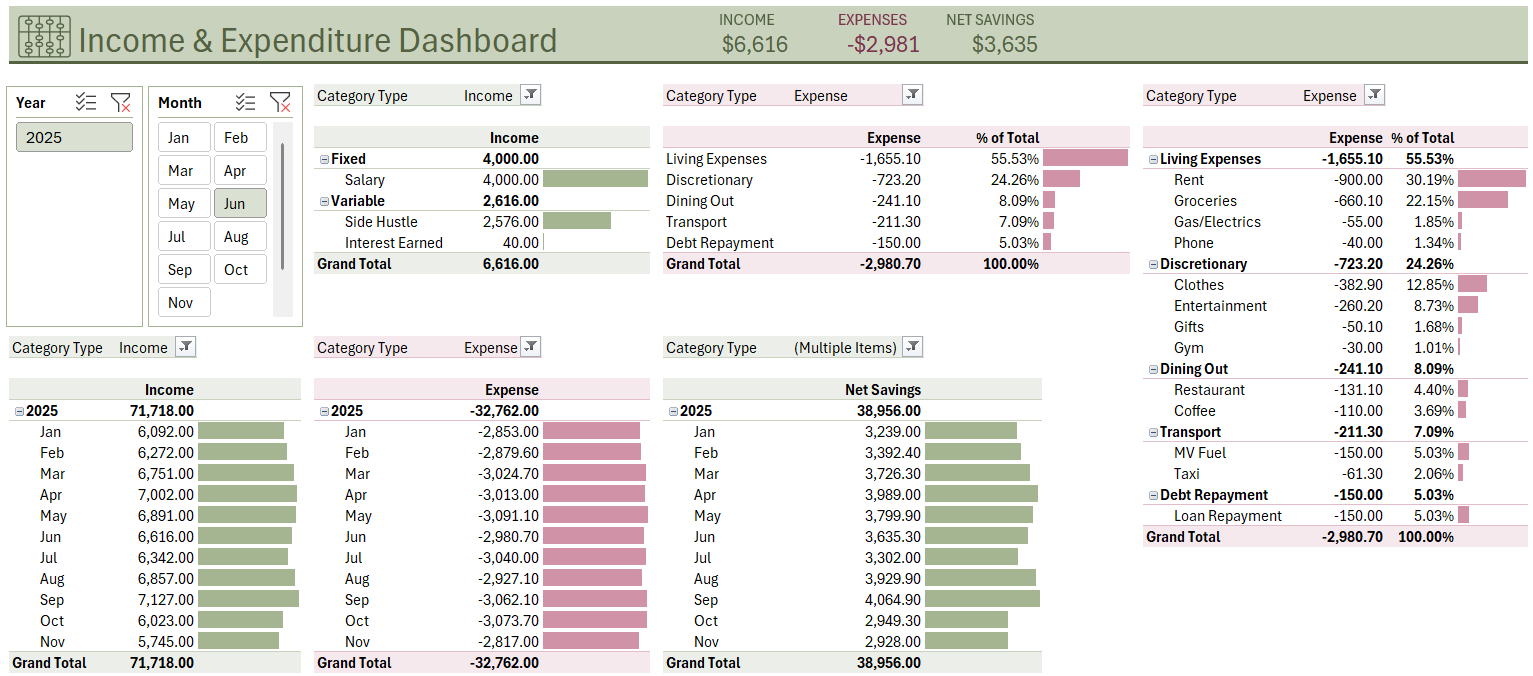 INCOME EXPENSES NET SAVINGS
Income & Expenditure Dashboard $6,616 -$2,981 $3,635
Year
2025
Month
Jan Feb
Mar Apr
May Jun
Jul Aug
Sep Oct
Nov
Category Type Income
Income
Fixed 4,000.00
Salary 4,000.00
Variable 2,616.00
Side Hustle 2,576.00
Interest Earned 40.00
Grand Total 6,616.00
Category Type Expense
Expense % of Total
Living Expenses -1,655.10 55.53%
Discretionary -723.20 24.26%
Dining Out -241.10 8.09%
Transport -211.30 7.09%
Debt Repayment -150.00 5.03%
Grand Total -2,980.70 100.00%
Category Type Expense
Expense % of Total
Living Expenses -1,655.10 55.53%
Rent -900.00 30.19%
Groceries -660.10 22.15%
Gas/Electrics -55.00 1.85%
Phone -40.00 1.34%
Discretionary -723.20 24.26%
Clothes -382.90 12.85%
Entertainment -260.20 8.73%
Gifts -50.10 1.68%
Gym -30.00 1.01%
Dining Out -241.10 8.09%
Restaurant -131.10 4.40%
Coffee -110.00 3.69%
Transport -211.30 7.09%
MV Fuel -150.00 5.03%
Taxi -61.30 2.06%
Debt Repayment -150.00 5.03%
Loan Repayment -150.00 5.03%
Grand Total -2,980.70 100.00%
Category Type Income
Income
2025 71,718.00
Jan 6,092.00
Feb 6,272.00
Mar 6,751.00
Apr 7,002.00
May 6,891.00
Jun 6,616.00
Jul 6,342.00
Aug 6,857.00
Sep 7,127.00
Oct 6,023.00
Nov 5,745.00
Grand Total 71,718.00
Category Type Expense
Expense
2025 -32,762.00
Jan -2,853.00
Feb -2,879.60
Mar -3,024.70
Apr -3,013.00
May -3,091.10
Jun -2,980.70
Jul -3,040.00
Aug -2,927.10
Sep -3,062.10
Oct -3,073.70
Nov -2,817.00
Grand Total -32,762.00
Category Type (Multiple Items)
Net Savings
2025 38,956.00
Jan 3,239.00
Feb 3,392.40
Mar 3,726.30
Apr 3,989.00
May 3,799.90
Jun 3,635.30
Jul 3,302.00
Aug 3,929.90
Sep 4,064.90
Oct 2,949.30
Nov 2,928.00
Grand Total 38,956.00